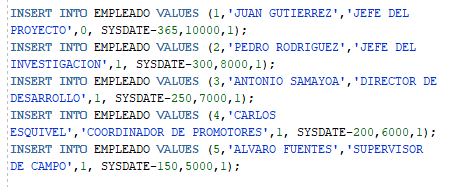 INSERT INTO EMPLEADO VALUES (1,'JUAN GUTIERREZ','JEFE DEL
PROYECTO',0, SYSDATE-365,10000,1);
INSERT INTO EMPLEADO VALUES (2,'PEDRO RODRIGUEZ','JEFE DEL
INVESTIGACION',1, SYSDATE-300,8000,1);
INSERT INTO EMPLEADO VALUES (3,'ANTONIO SAMAYOA','DIRECTOR DE
DESARROLLO',1, SYSDATE-250,7000,1);
INSERT INTO EMPLEADO VALUES (4,'CARLOS
ESQUIVEL','COORDINADOR DE PROMOTORES',1, SYSDATE-200,6000,1);
INSERT INTO EMPLEADO VALUES (5,'ALVARO FUENTES','SUPERVISOR
DE CAMPO',1, SYSDATE-150,5000,1);